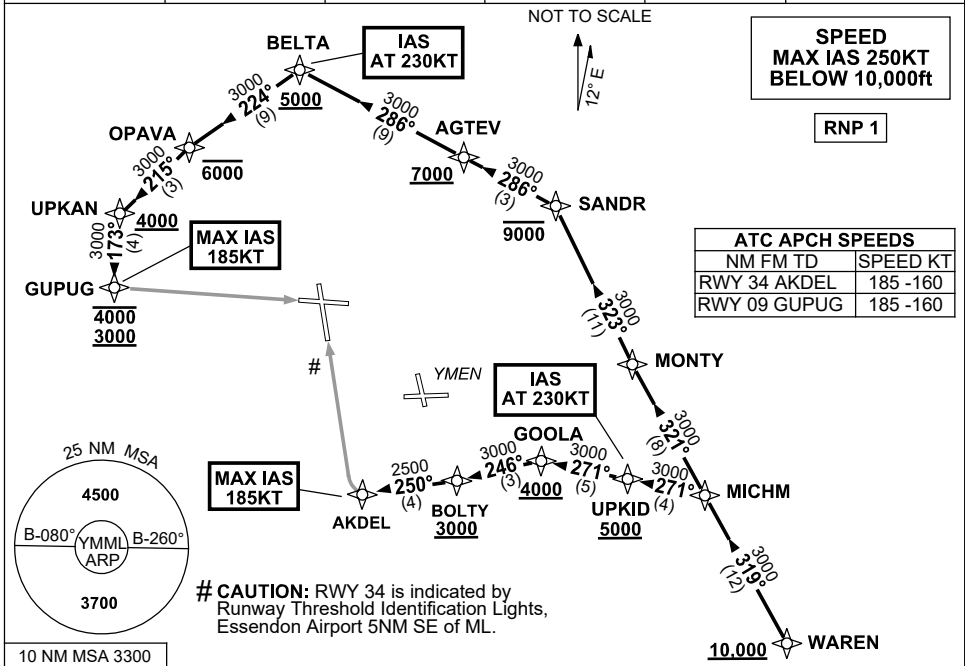 NOT TO SCALE
12° E
SPEED
MAX IAS 250KT
BELOW 10,000ft
RNP 1
BELTA
IAS
AT 230KT
5000
3000
224°
(9)
3000
286°
(9)
AGTEV
7000
OPAVA
6000
3000
215°
(3)
3000
286°
(3)
SANDR
9000
UPKAN
4000
MAX IAS
185KT
3000
173°
(4)
GUPUG
4000
3000
ATC APCH SPEEDS
NM FM TD SPEED KT
RWY 34 AKDEL 185 -160
RWY 09 GUPUG 185 -160
3000
323°
(11)
MONTY
#
YMEN
IAS
AT 230KT
3000
321°
(8)
GOOLA
4000
3000
271°
(5)
3000
271°
(4)
MICHM
UPKID
5000
3000
246°
(3)
BOLTY
3000
2500
250°
(4)
MAX IAS
185KT
AKDEL
3000
319°
(12)
10,000
WAREN
25 NM MSA
4500
B-080°
YMML
ARP
B-260°
3700
10 NM MSA 3300
# CAUTION: RWY 34 is indicated by
Runway Threshold Identification Lights,
Essendon Airport 5NM SE of ML.